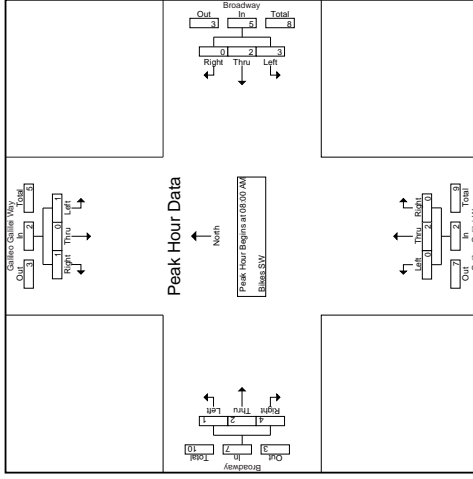 Broadway
Out In Total
3 5 8
0 2 3
Right Thru Left
Galileo Galilei Way
Out In Total
3 2 5
1 0 1
Right Thru Left
Peak Hour Data
North
Peak Hour Begins at 08:00 AM
Bikes SW
Left Thru Right
0 2 0
7 2 9
Out In Total
Left Thru Right
1 2 4
10 7 3
Total In Out
Broadway